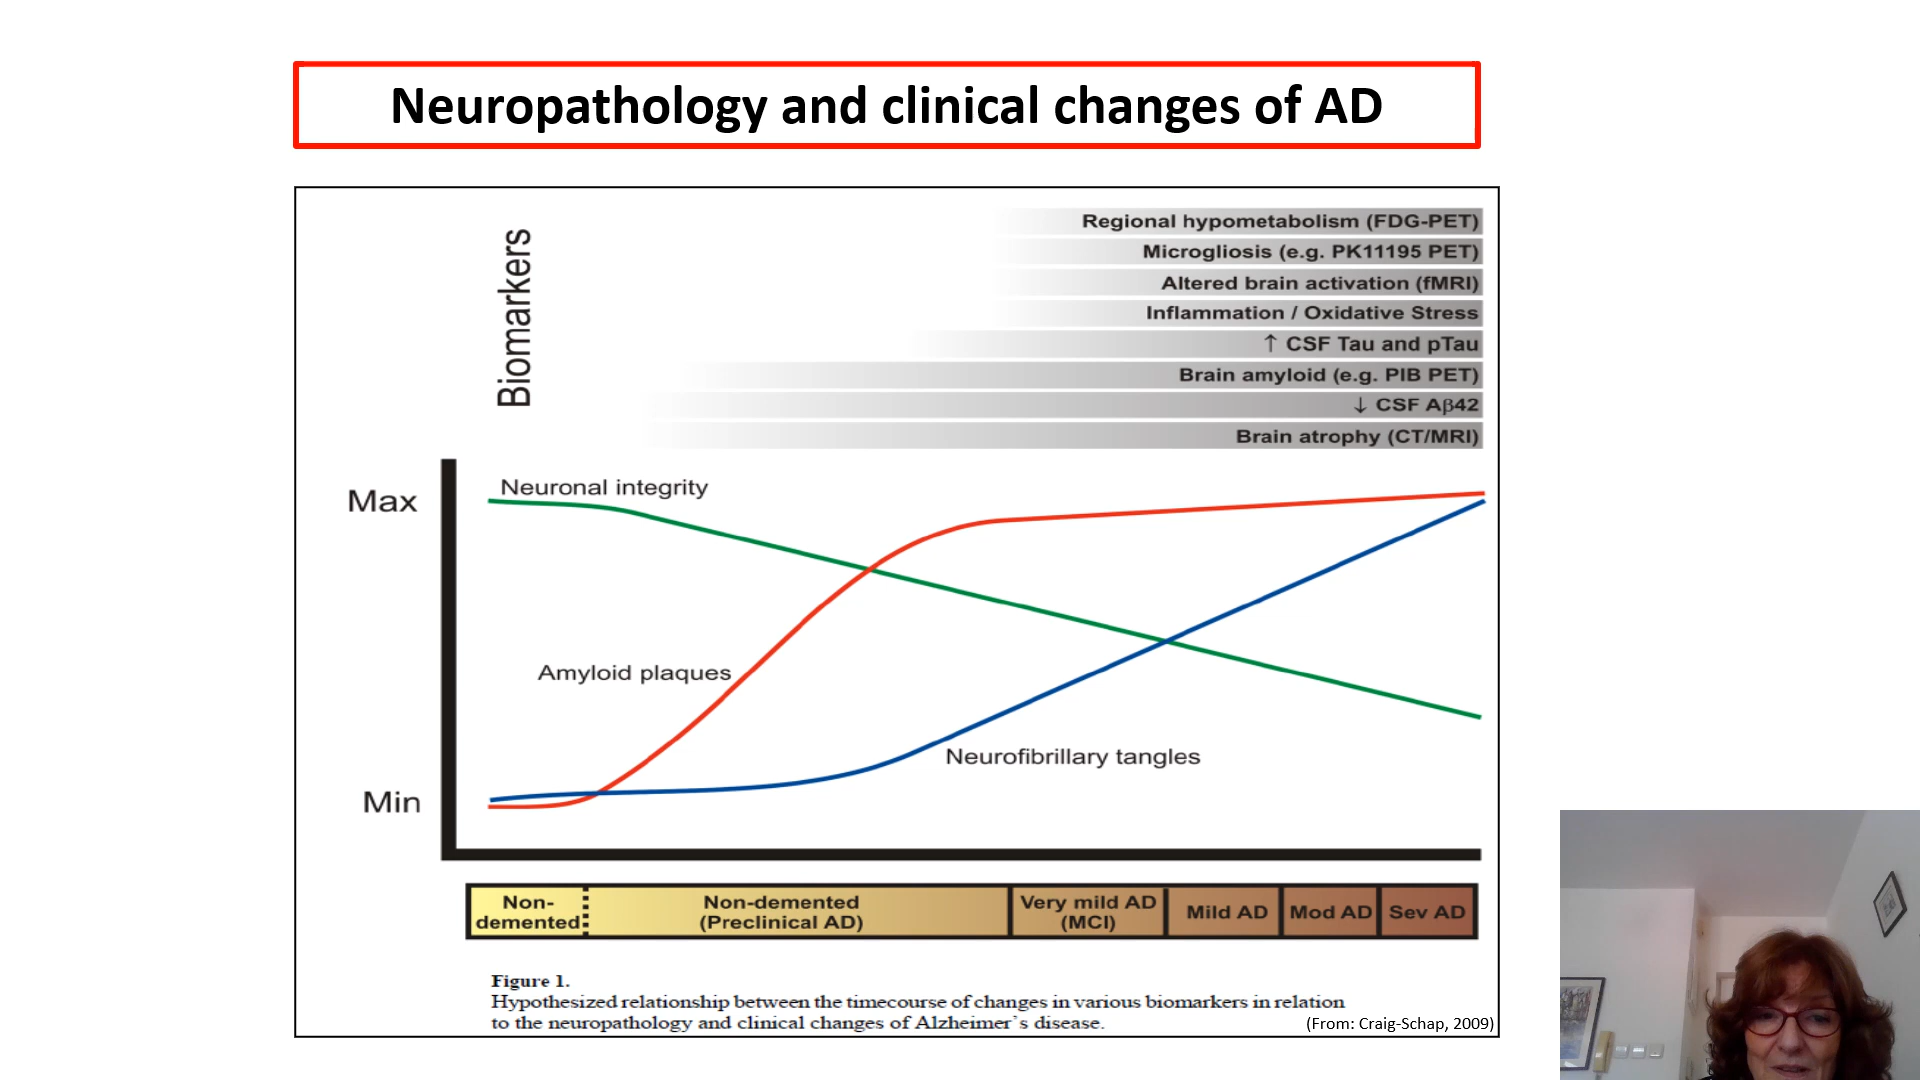 Neuropathology and clinical changes of AD
Biomarkers
Regional hypometabolism (FDG-PET)
Microgliosis (e.g. PK11195 PET)
Altered brain activation (fMRI)
Inflammation / Oxidative Stress
↑ CSF Tau and pTau
Brain amyloid (e.g. PIB PET)
↓ CSF Aβ42
Brain atrophy (CT/MRI)
Max
Neuronal integrity
Amyloid plaques
Neurofibrillary tangles
Min
Non-
demented
Non-demented
(Preclinical AD)
Very mild AD
(MCI)
Mild AD
Mod AD
Sev AD
Figure 1.
Hypothesized relationship between the timecourse of changes in various biomarkers in relation
to the neuropathology and clinical changes of Alzheimer's disease.
(From: Craig-Schap, 2009)